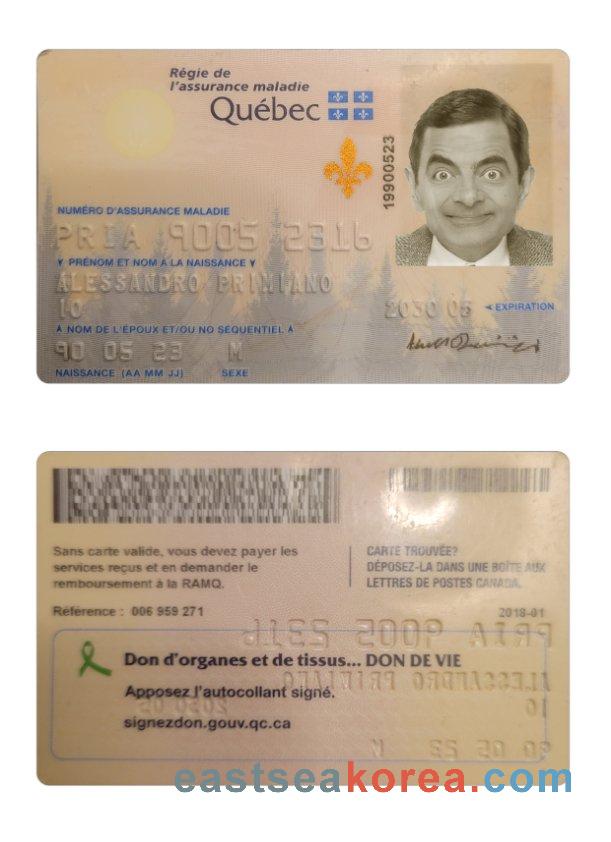 Régie de
l'assurance maladie
Québec
19900523
NUMÉRO D'ASSURANCE MALADIE
PRIA 9005 2316
PRÉNOM ET NOM À LA NAISSANCE
ALESSANDRO PRIMIANO
10
2030 05 EXPIRATION
NOM DE L'ÉPOUX ET/OU NO SÉQUENTIEL
90 05 23 M
NAISSANCE (AA MM JJ) SEXE
Sans carte valide, vous devez payer les
services reçus et en demander le
remboursement à la RAMQ.
CARTE TROUVÉE?
DÉPOSEZ-LA DANS UNE BOÎTE AUX
LETTRES DE POSTES CANADA.
Référence : 006 959 271
2018-01
Don d'organes et de tissus... DON DE VIE
Apposez l'autocollant signé.
signezdon.gouv.qc.ca
eastseakorea.com